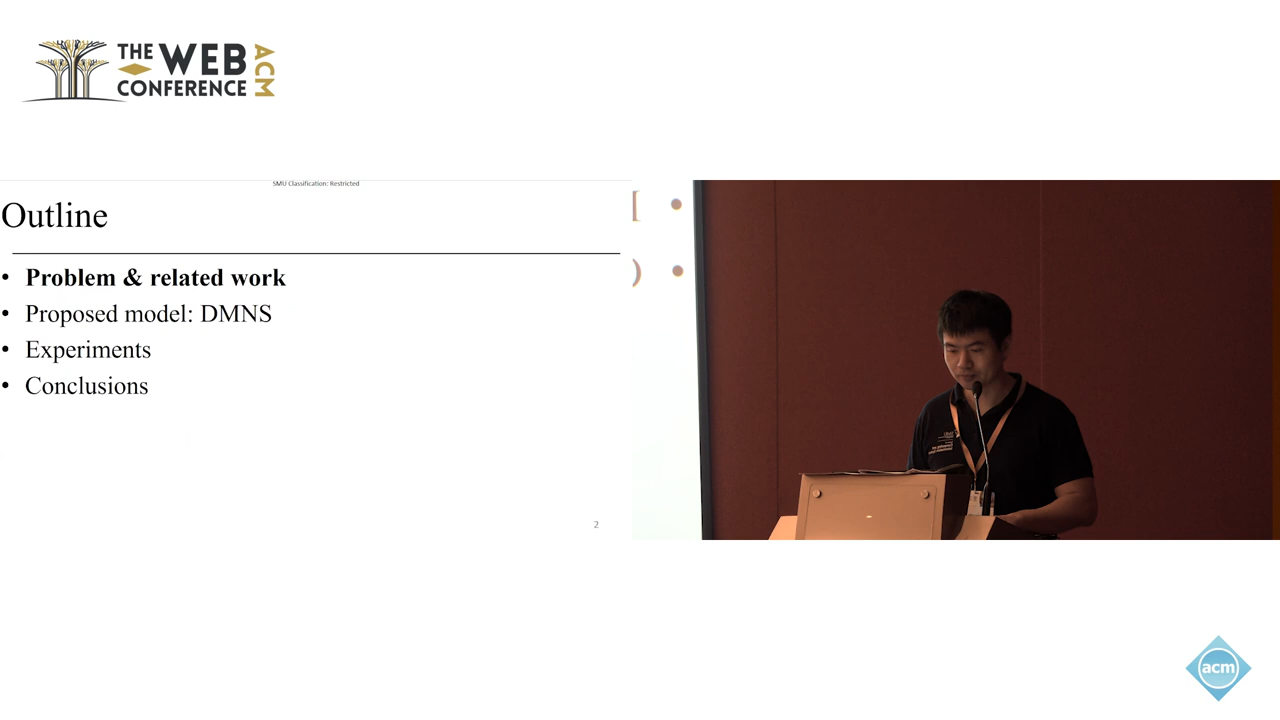 THE WEB
CONFERENCE
ACM
SMU Classification: Restricted
Outline
• Problem & related work
• Proposed model: DMNS
• Experiments
• Conclusions
2
acm